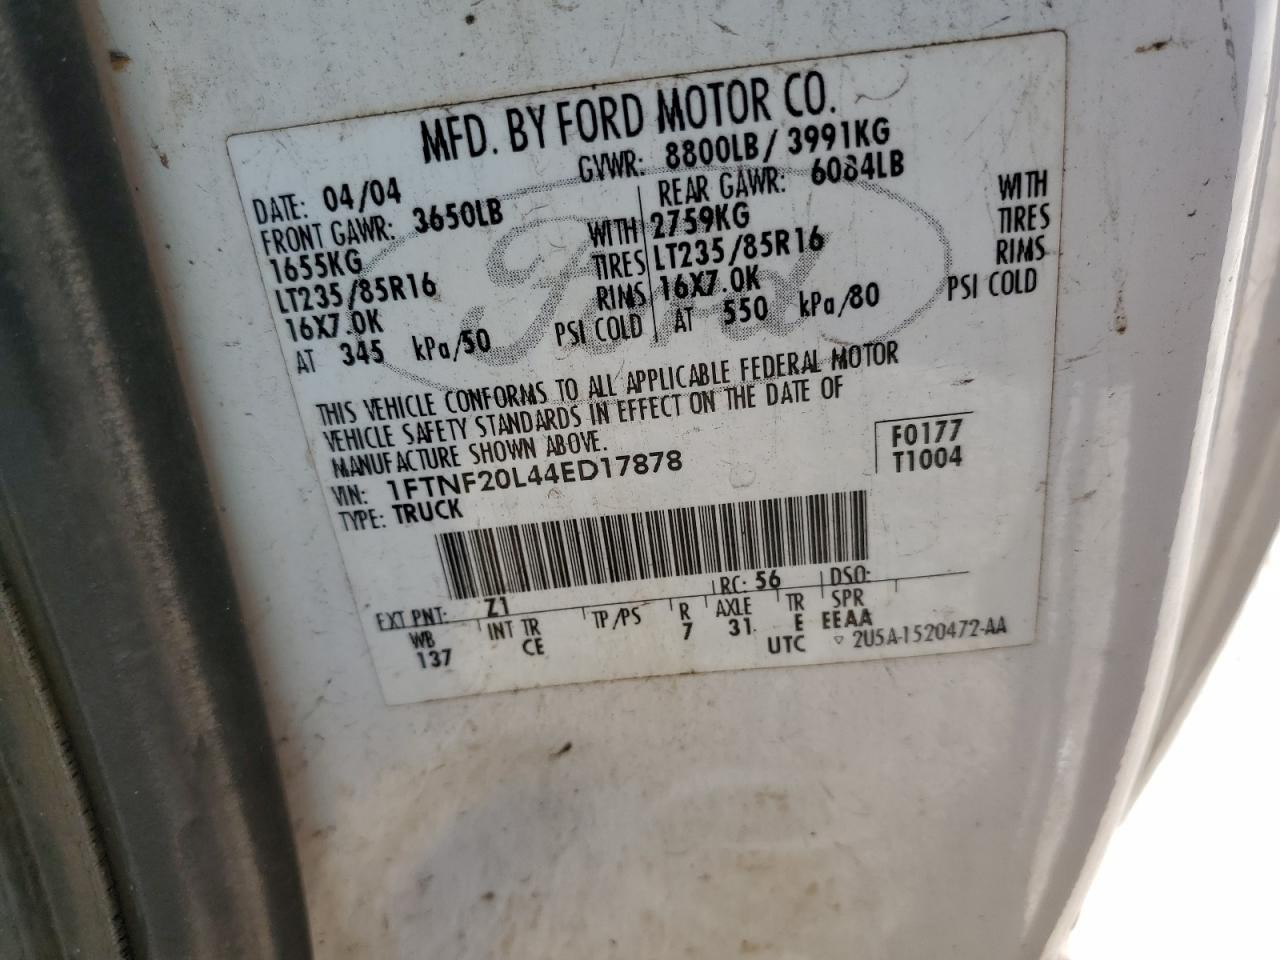 MFD. BY FORD MOTOR CO.
DATE: 04/04 GVWR: 8800LB/ 3991KG
FRONT GAWR: 3650LB REAR GAWR: 6084LB
1655KG WITH 2759KG WITH
LT235/85R16 TIRES LT235/85R16 TIRES
16X7.0K RIMS 16X7.0K RIMS
AT 345 kPa/50 PSI COLD AT 550 kPa/80 PSI COLD
Ford
THIS VEHICLE CONFORMS TO ALL APPLICABLE FEDERAL MOTOR
VEHICLE SAFETY STANDARDS IN EFFECT ON THE DATE OF
MANUFACTURE SHOWN ABOVE.
VIN: 1FTNF20L44ED17878 F0177
TYPE: TRUCK T1004
EXT PNT: Z1 RC: 56 DSO:
WB INT TR TP/PS R AXLE TR SPR
137 CE 7 31 E EEAA
UTC ▽ 2U5A-1520472-AA